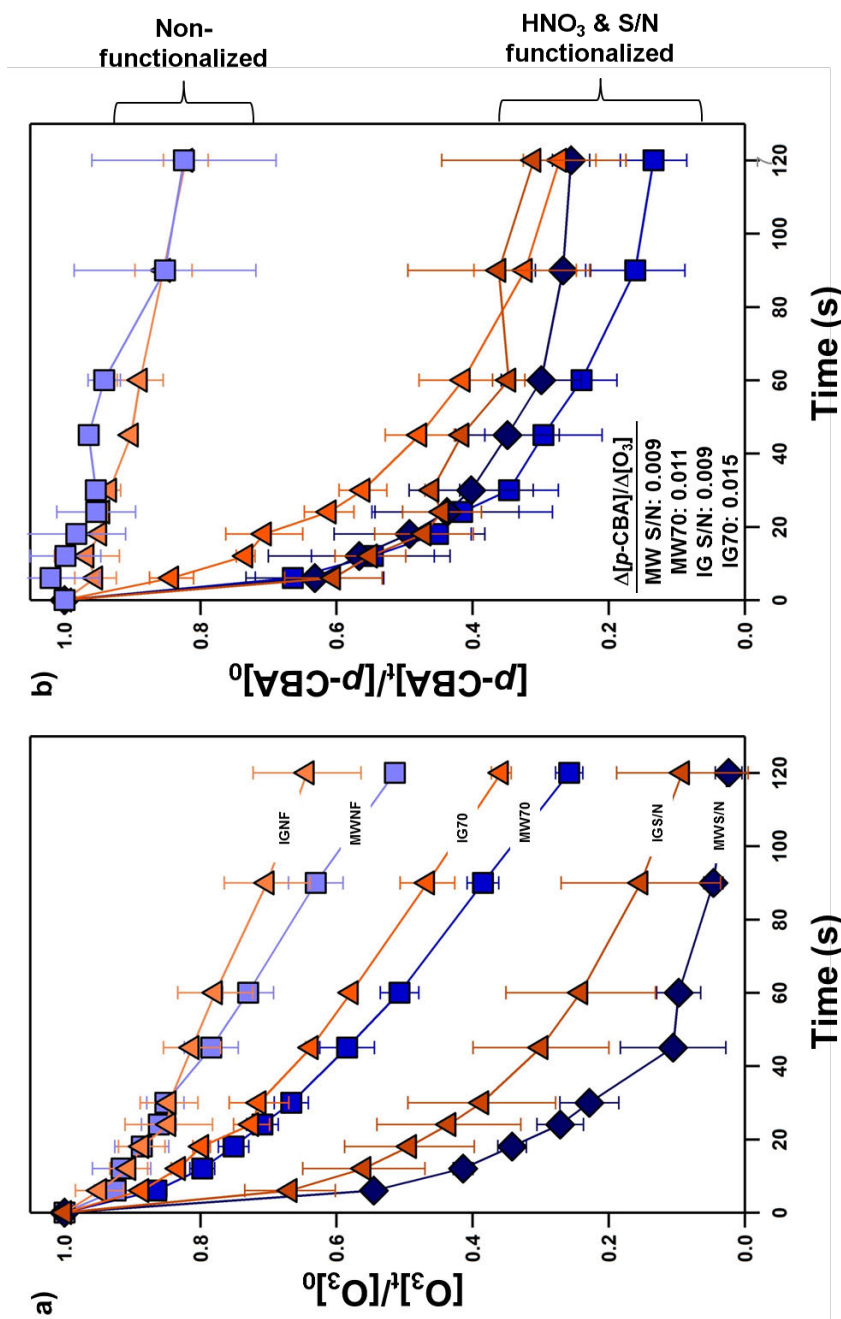 a)
[O₃]ₜ/[O₃]₀
1.0
0.8
0.6
0.4
0.2
0.0
0
20
40
60
80
100
120
Time (s)
IGNF
MWNF
IG70
MW70
IGS/N
MWS/N
b)
[p-CBA]ₜ/[p-CBA]₀
1.0
0.8
0.6
0.4
0.2
0.0
0
20
40
60
80
100
120
Time (s)
Δ[p-CBA]/Δ[O₃]
MW S/N: 0.009
MW70: 0.011
IG S/N: 0.009
IG70: 0.015
Non-
functionalized
HNO₃ & S/N
functionalized